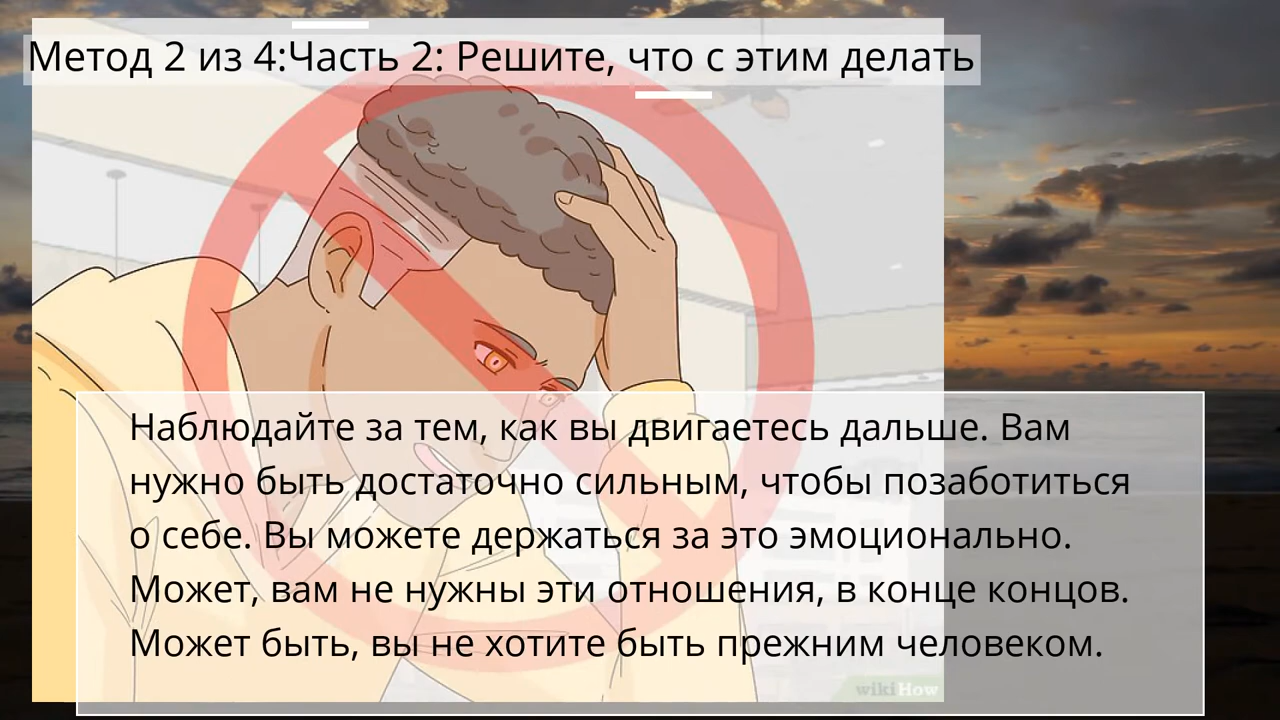 Метод 2 из 4:Часть 2: Решите, что с этим делать
Наблюдайте за тем, как вы двигаетесь дальше. Вам
нужно быть достаточно сильным, чтобы позаботиться
о себе. Вы можете держаться за это эмоционально.
Может, вам не нужны эти отношения, в конце концов.
Может быть, вы не хотите быть прежним человеком.
wikiHow